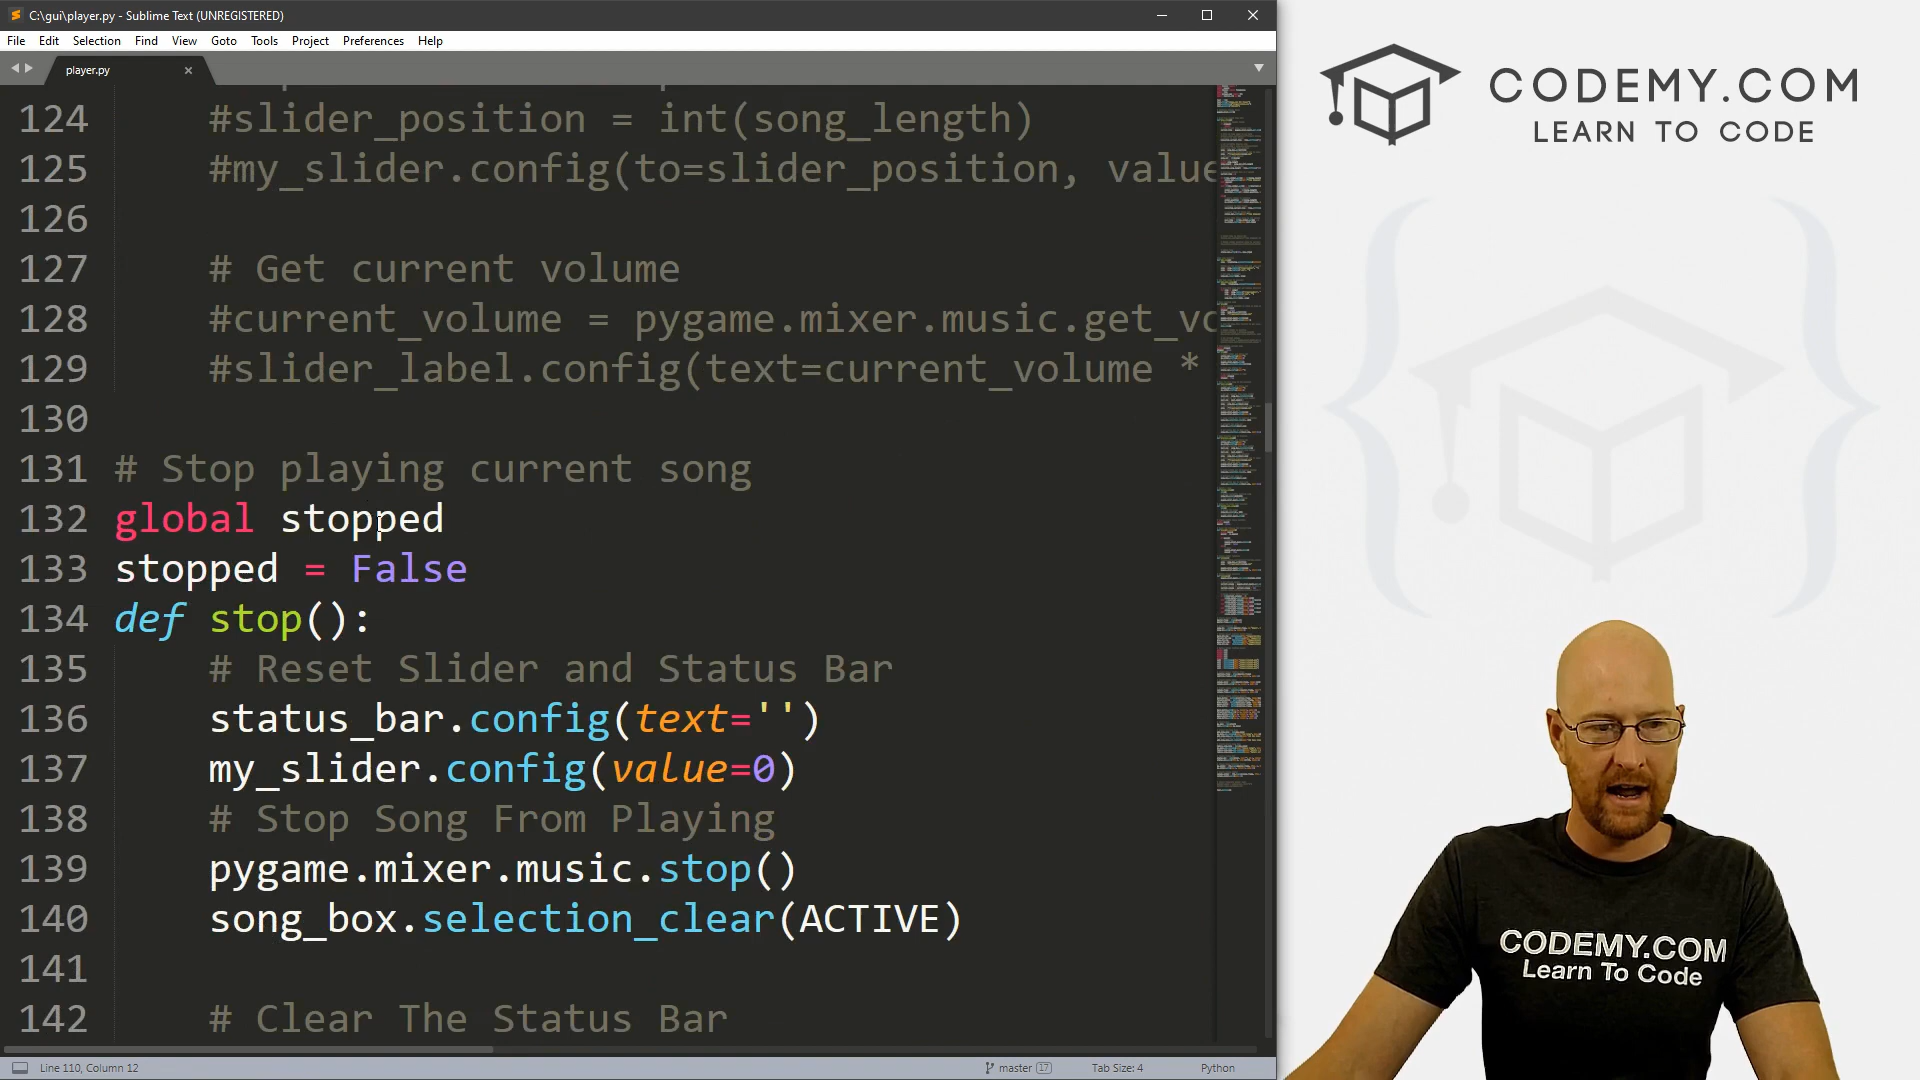 C:\gui\player.py - Sublime Text (UNREGISTERED)
File Edit Selection Find View Goto Tools Project Preferences Help
player.py
124 #slider_position = int(song_length)
125 #my_slider.config(to=slider_position, value
126
127 # Get current volume
128 #current_volume = pygame.mixer.music.get_vo
129 #slider_label.config(text=current_volume *
130
131 # Stop playing current song
132 global stopped
133 stopped = False
134 def stop():
135 # Reset Slider and Status Bar
136 status_bar.config(text='')
137 my_slider.config(value=0)
138 # Stop Song From Playing
139 pygame.mixer.music.stop()
140 song_box.selection_clear(ACTIVE)
141
142 # Clear The Status Bar
Line 110, Column 12
master 17
Tab Size: 4
Python
CODEMY.COM
LEARN TO CODE
CODEMY.COM
Learn To Code